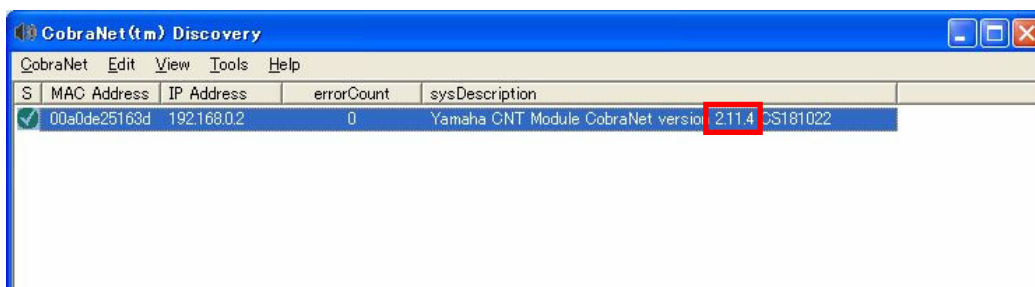 CobraNet(tm) Discovery
CobraNet Edit View Tools Help
S MAC Address IP Address errorCount sysDescription
00a0de25163d 192.168.0.2 0 Yamaha CNT Module CobraNet version 2.11.4 CS181022